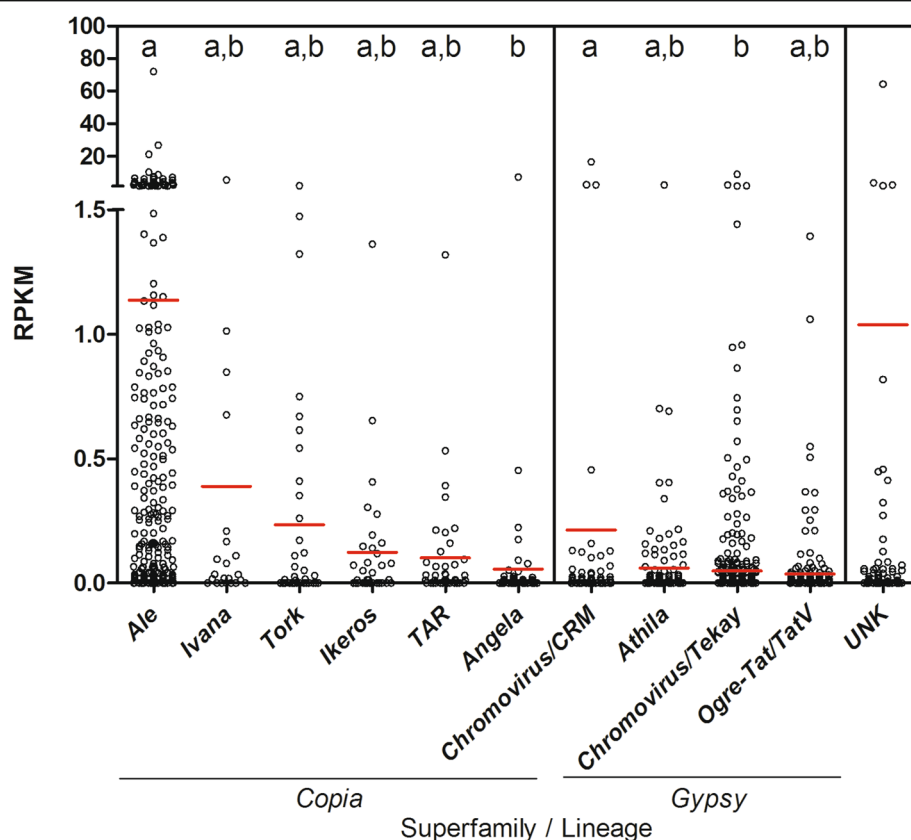 100
a a,b a,b a,b a,b b a a,b b a,b
80
60
40
20
1.5
1.0
0.5
0.0
RPKM
Ale Ivana Tork Ikeros TAR Angela Chromovirus/CRM Athila Chromovirus/Tekay Ogre-Tat/TatV UNK
Copia Gypsy
Superfamily / Lineage